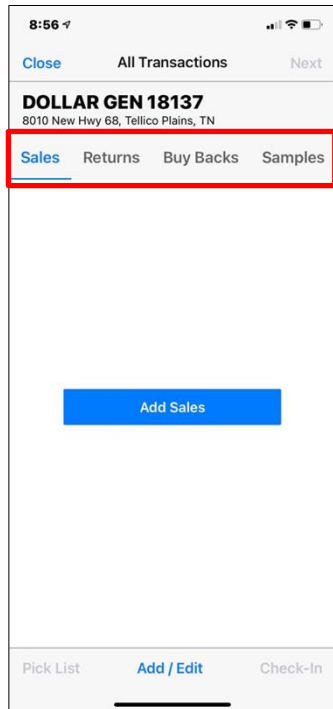 8:56
Close All Transactions Next
DOLLAR GEN 18137
8010 New Hwy 68, Tellico Plains, TN
Sales Returns Buy Backs Samples
Add Sales
Pick List Add / Edit Check-In